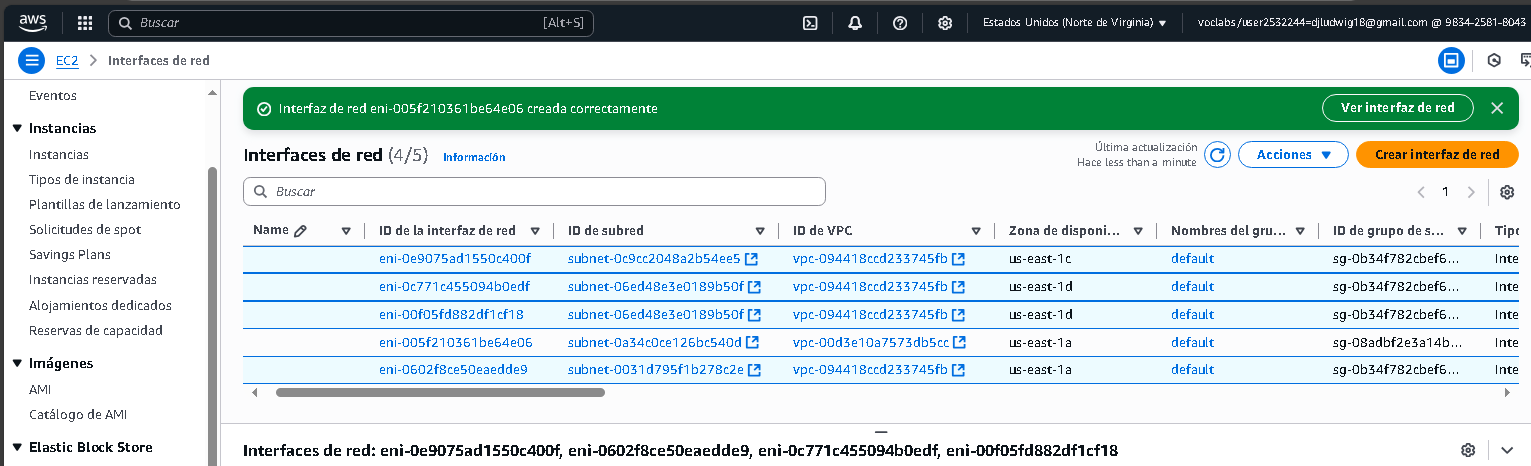 aws
Buscar [Alt+S] Estados Unidos (Norte de Virginia) voclabs/user2532244=djludwig18@gmail.com @ 9834-2581-8043
EC2 Interfaces de red
Eventos
Instancias
Instancias
Tipos de instancia
Plantillas de lanzamiento
Solicitudes de spot
Savings Plans
Instancias reservadas
Alojamientos dedicados
Reservas de capacidad
Imágenes
AMI
Catálogo de AMI
Elastic Block Store
Interfaz de red eni-005f210361be64e06 creada correctamente Ver interfaz de red
Interfaces de red (4/5) Información
Última actualización
Hace less than a minute
Acciones
Crear interfaz de red
Buscar
1
Name ID de la interfaz de red ID de subred ID de VPC Zona de disponi... Nombres del gru... ID de grupo de s... Tipo
eni-0e9075ad1550c400f subnet-0c9cc2048a2b54ee5 vpc-094418ccd233745fb us-east-1c default sg-0b34f782cbef6... Inte
eni-0c771c455094b0edf subnet-06ed48e3e0189b50f vpc-094418ccd233745fb us-east-1d default sg-0b34f782cbef6... Inte
eni-00f05fd882df1cf18 subnet-06ed48e3e0189b50f vpc-094418ccd233745fb us-east-1d default sg-0b34f782cbef6... Inte
eni-005f210361be64e06 subnet-0a34c0ce126bc540d vpc-00d3e10a7573db5cc us-east-1a default sg-08adbf2e3a14b... Inte
eni-0602f8ce50eaedde9 subnet-0031d795f1b278c2e vpc-094418ccd233745fb us-east-1a default sg-0b34f782cbef6... Inte
Interfaces de red: eni-0e9075ad1550c400f, eni-0602f8ce50eaedde9, eni-0c771c455094b0edf, eni-00f05fd882df1cf18